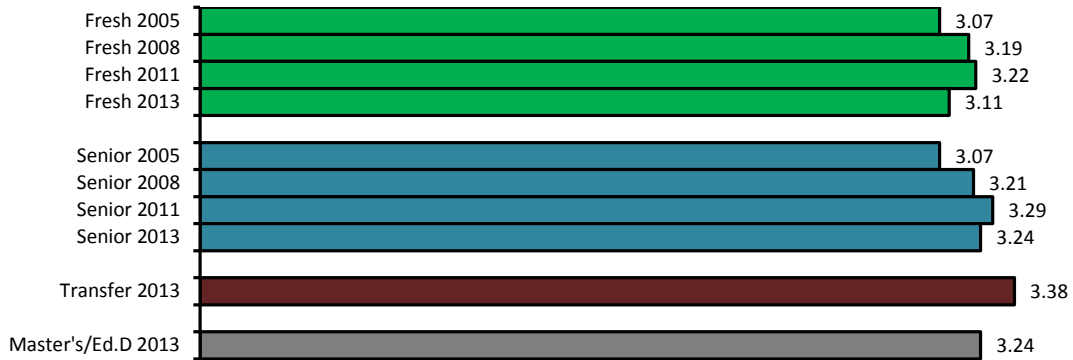 Fresh 2005 3.07
Fresh 2008 3.19
Fresh 2011 3.22
Fresh 2013 3.11
Senior 2005 3.07
Senior 2008 3.21
Senior 2011 3.29
Senior 2013 3.24
Transfer 2013 3.38
Master's/Ed.D 2013 3.24